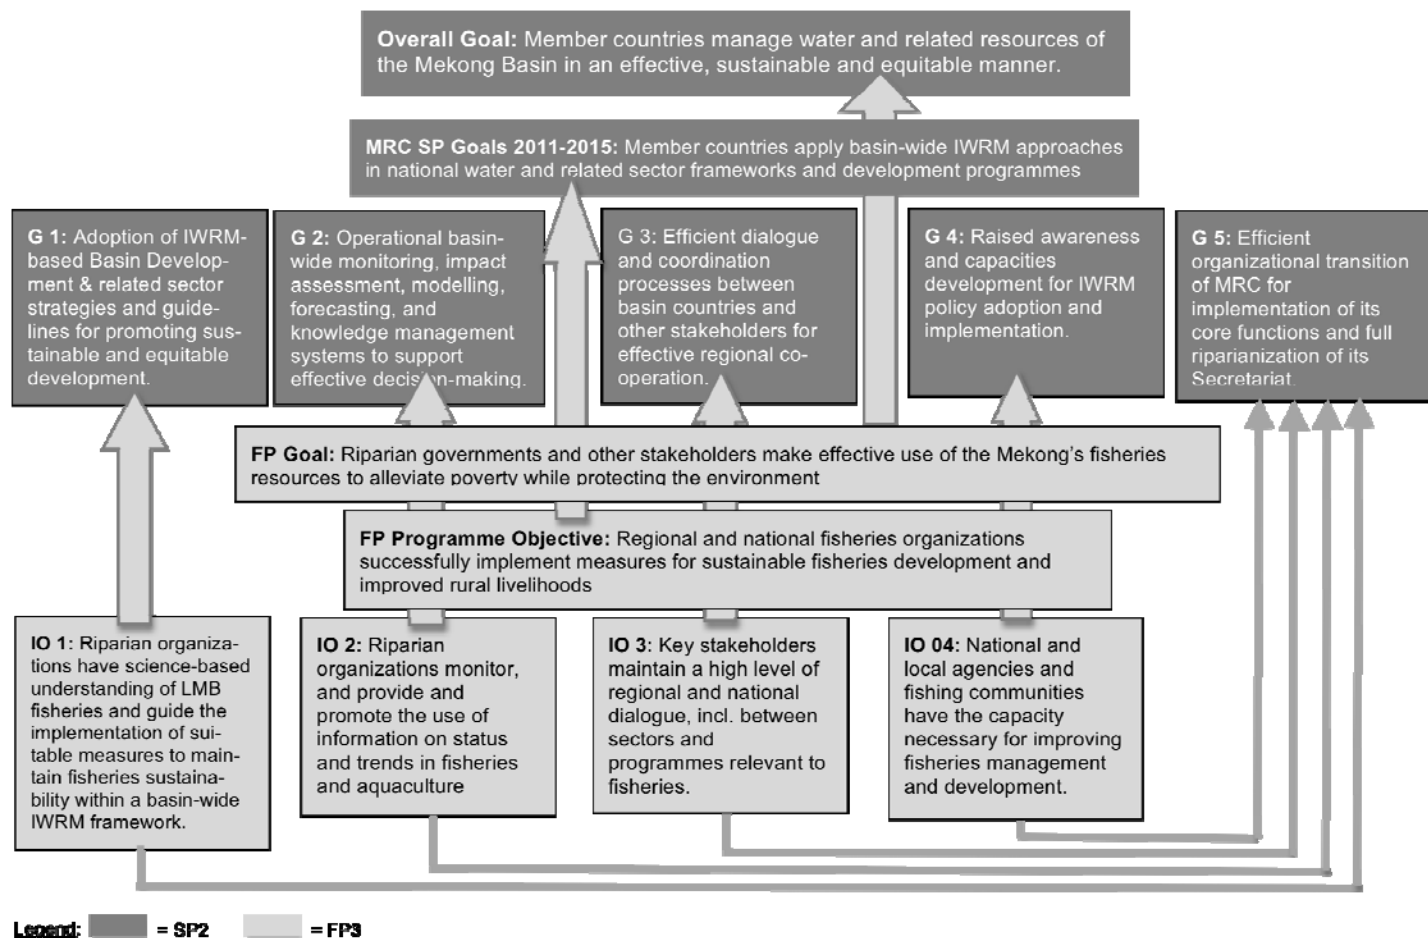 Overall Goal: Member countries manage water and related resources of
the Mekong Basin in an effective, sustainable and equitable manner.
MRC SP Goals 2011-2015: Member countries apply basin-wide IWRM approaches
in national water and related sector frameworks and development programmes
G 1: Adoption of IWRM-
based Basin Develop-
ment & related sector
strategies and guide-
lines for promoting sus-
tainable and equitable
development.
G 2: Operational basin-
wide monitoring, impact
assessment, modelling,
forecasting, and
knowledge management
systems to support
effective decision-making.
G 3: Efficient dialogue
and coordination
processes between
basin countries and
other stakeholders for
effective regional co-
operation.
G 4: Raised awareness
and capacities
development for IWRM
policy adoption and
implementation.
G 5: Efficient
organizational transition
of MRC for
implementation of its
core functions and full
riparianization of its
Secretariat.
FP Goal: Riparian governments and other stakeholders make effective use of the Mekong's fisheries
resources to alleviate poverty while protecting the environment
FP Programme Objective: Regional and national fisheries organizations
successfully implement measures for sustainable fisheries development and
improved rural livelihoods
IO 1: Riparian organiza-
tions have science-based
understanding of LMB
fisheries and guide the
implementation of sui-
table measures to main-
tain fisheries sustaina-
bility within a basin-wide
IWRM framework.
IO 2: Riparian
organizations monitor,
and provide and
promote the use of
information on status
and trends in fisheries
and aquaculture
IO 3: Key stakeholders
maintain a high level of
regional and national
dialogue, incl. between
sectors and
programmes relevant to
fisheries.
IO 04: National and
local agencies and
fishing communities
have the capacity
necessary for improving
fisheries management
and development.
Legend: = SP2 = FP3